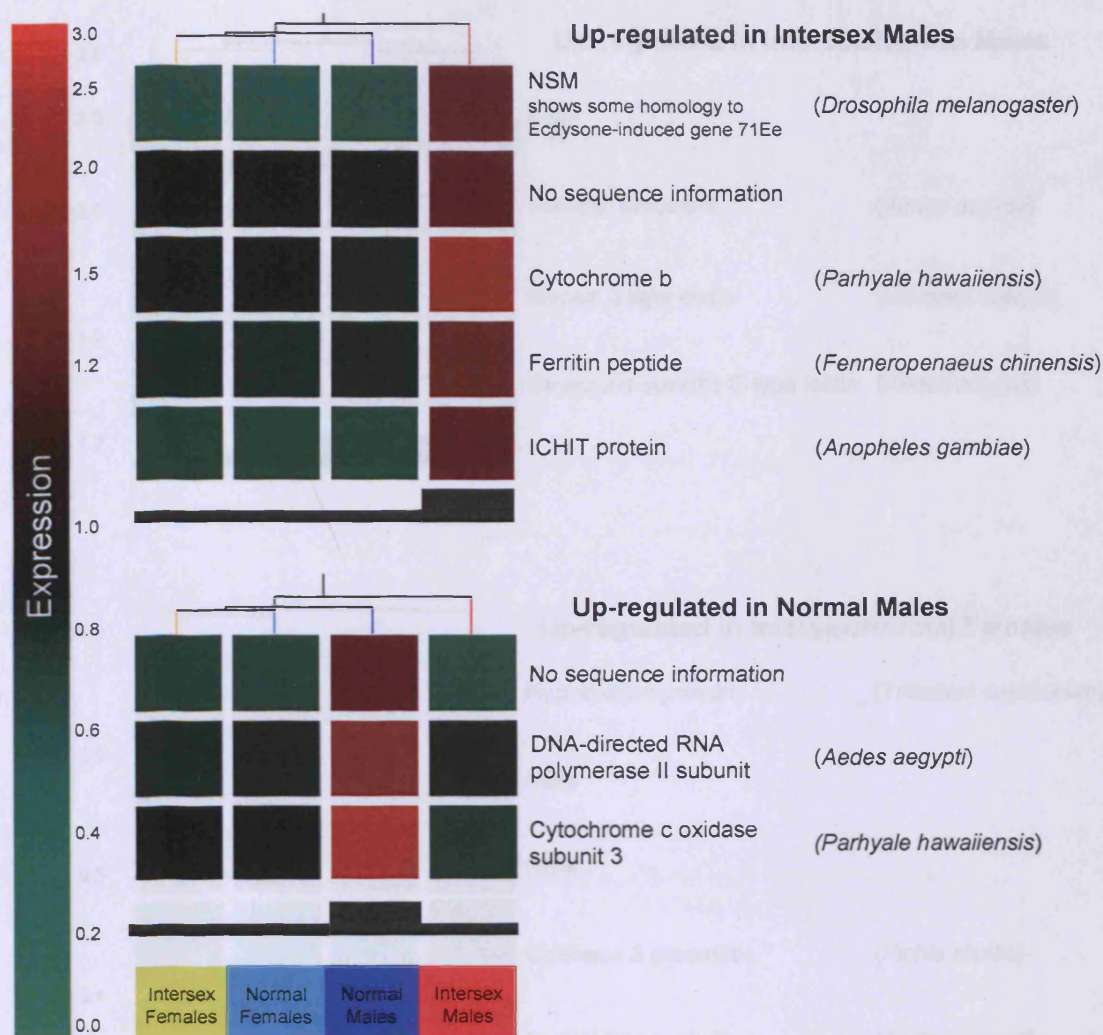 3.0
2.5
2.0
1.5
1.2
1.0
0.8
0.6
0.4
0.2
0.0
Expression
Up-regulated in Intersex Males
NSM
shows some homology to
Ecdysone-induced gene 71Ee
(Drosophila melanogaster)
No sequence information
Cytochrome b
(Parhyale hawaiiensis)
Ferritin peptide
(Fenneropenaeus chinensis)
ICHIT protein
(Anopheles gambiae)
Up-regulated in Normal Males
No sequence information
DNA-directed RNA
polymerase II subunit
(Aedes aegypti)
Cytochrome c oxidase
subunit 3
(Parhyale hawaiiensis)
Intersex
Females
Normal
Females
Normal
Males
Intersex
Males